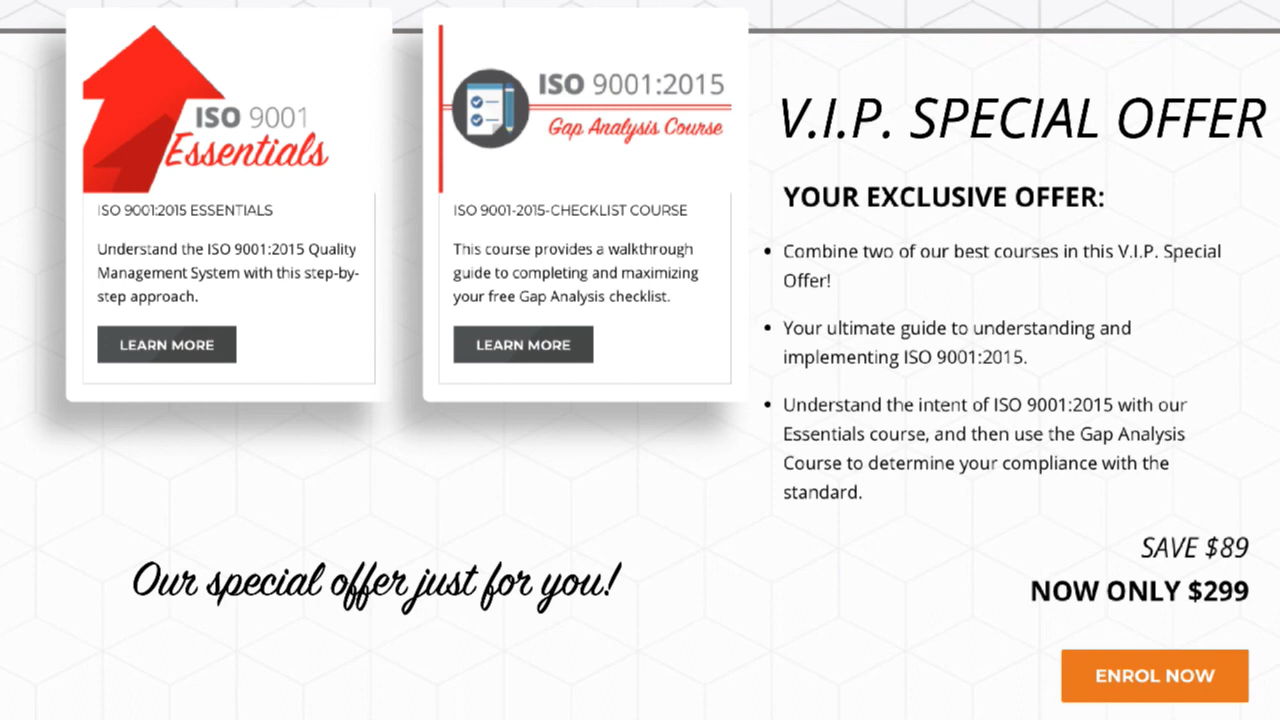 ISO 9001
Essentials
ISO 9001:2015 ESSENTIALS
Understand the ISO 9001:2015 Quality
Management System with this step-by-
step approach.
LEARN MORE
ISO 9001:2015
Gap Analysis Course
ISO 9001-2015-CHECKLIST COURSE
This course provides a walkthrough
guide to completing and maximizing
your free Gap Analysis checklist.
LEARN MORE
Our special offer just for you!
V.I.P. SPECIAL OFFER
YOUR EXCLUSIVE OFFER:
• Combine two of our best courses in this V.I.P. Special
Offer!
• Your ultimate guide to understanding and
implementing ISO 9001:2015.
• Understand the intent of ISO 9001:2015 with our
Essentials course, and then use the Gap Analysis
Course to determine your compliance with the
standard.
SAVE $89
NOW ONLY $299
ENROL NOW